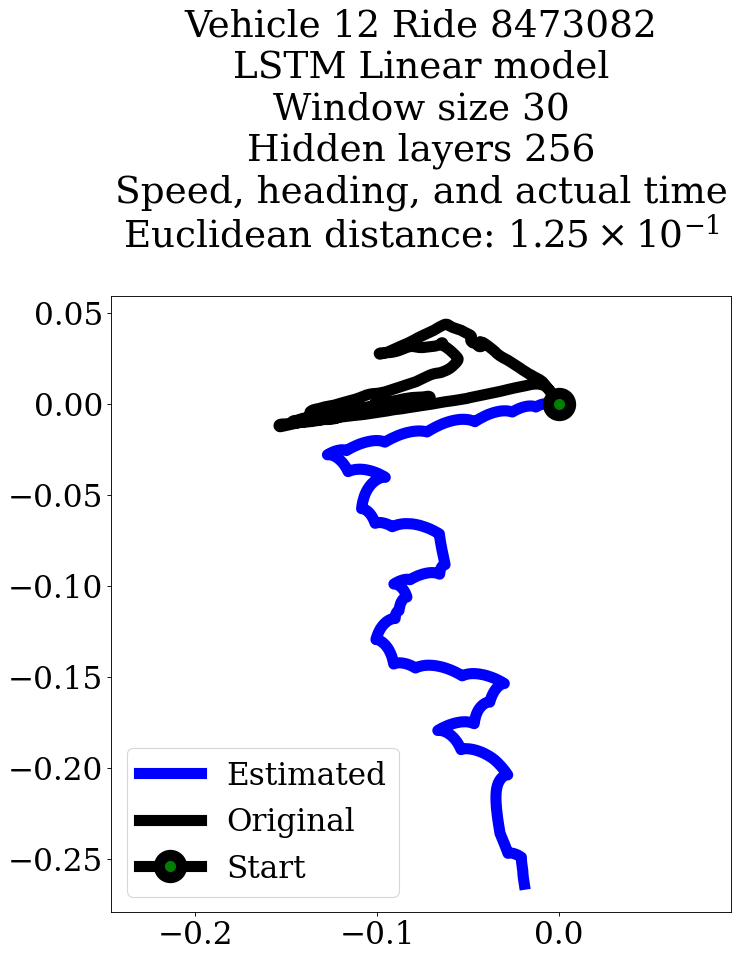 Vehicle 12 Ride 8473082
LSTM Linear model
Window size 30
Hidden layers 256
Speed, heading, and actual time
Euclidean distance: 1.25 × 10⁻¹
0.05
0.00
−0.05
−0.10
−0.15
−0.20
−0.25
Estimated
Original
Start
−0.2
−0.1
0.0